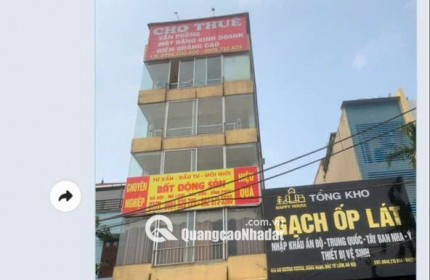 CHO THUÊ
VĂN PHÒNG
MẶT BẰNG KINH DOANH
BIỂN QUẢNG CÁO
TƯ VẤN - ĐẦU TƯ - MÔI GIỚI
CHUYÊN NGHIỆP
BẤT ĐỘNG SẢN
HIỆU QUẢ
.com.vn
QuangcaoNhadat
HAPPY HOUSE
TỔNG KHO
GẠCH ỐP LÁT
NHẬP KHẨU ẤN ĐỘ - TRUNG QUỐC - TÂY BAN NHA - Ý
THIẾT BỊ VỆ SINH